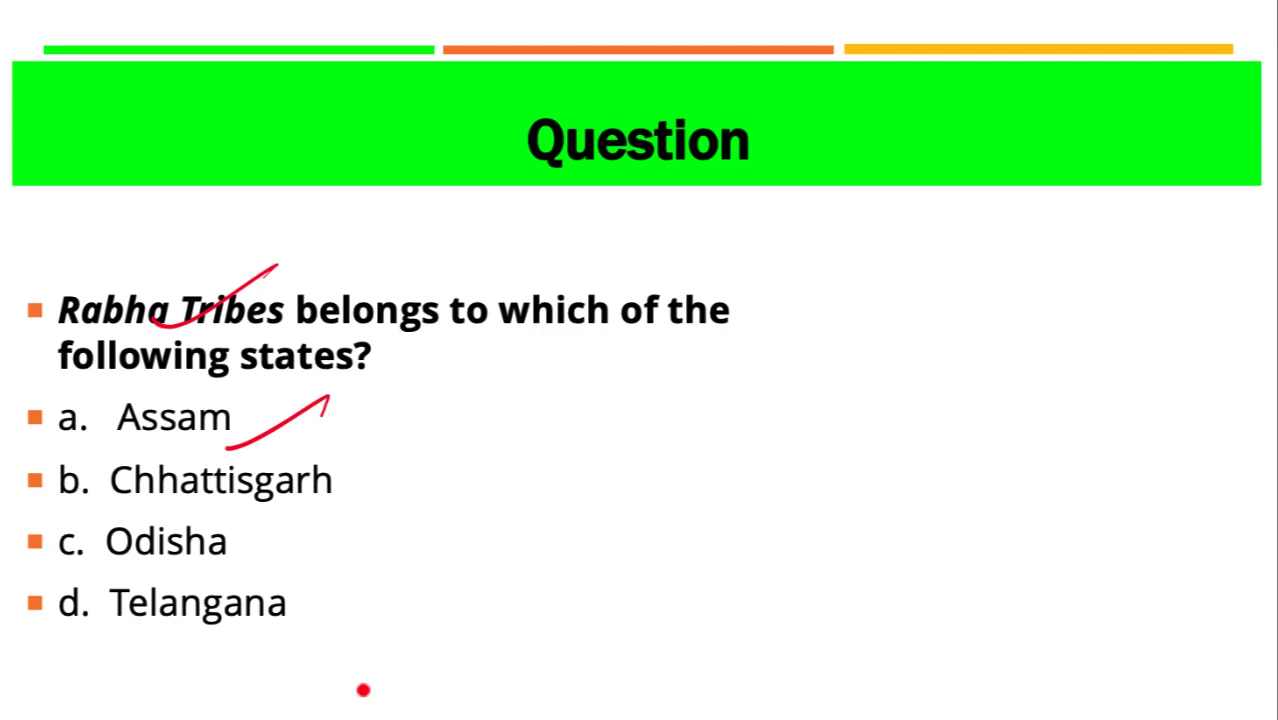 Question
Rabha Tribes belongs to which of the
following states?
a. Assam
b. Chhattisgarh
c. Odisha
d. Telangana